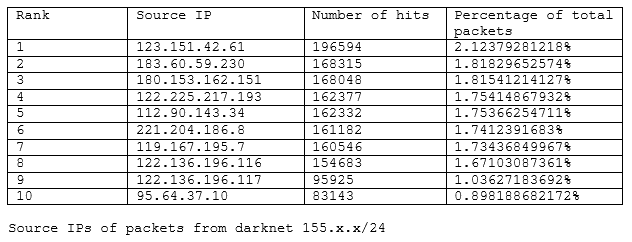 Rank Source IP Number of hits Percentage of total packets
1 123.151.42.61 196594 2.12379281218%
2 183.60.59.230 168315 1.81829652574%
3 180.153.162.151 168048 1.81541214127%
4 122.225.217.193 162377 1.75414867932%
5 112.90.143.34 162332 1.75366254711%
6 221.204.186.8 161182 1.7412391683%
7 119.167.195.7 160546 1.73436849967%
8 122.136.196.116 154683 1.67103087361%
9 122.136.196.117 95925 1.03627183692%
10 95.64.37.10 83143 0.898188682172%
Source IPs of packets from darknet 155.x.x/24